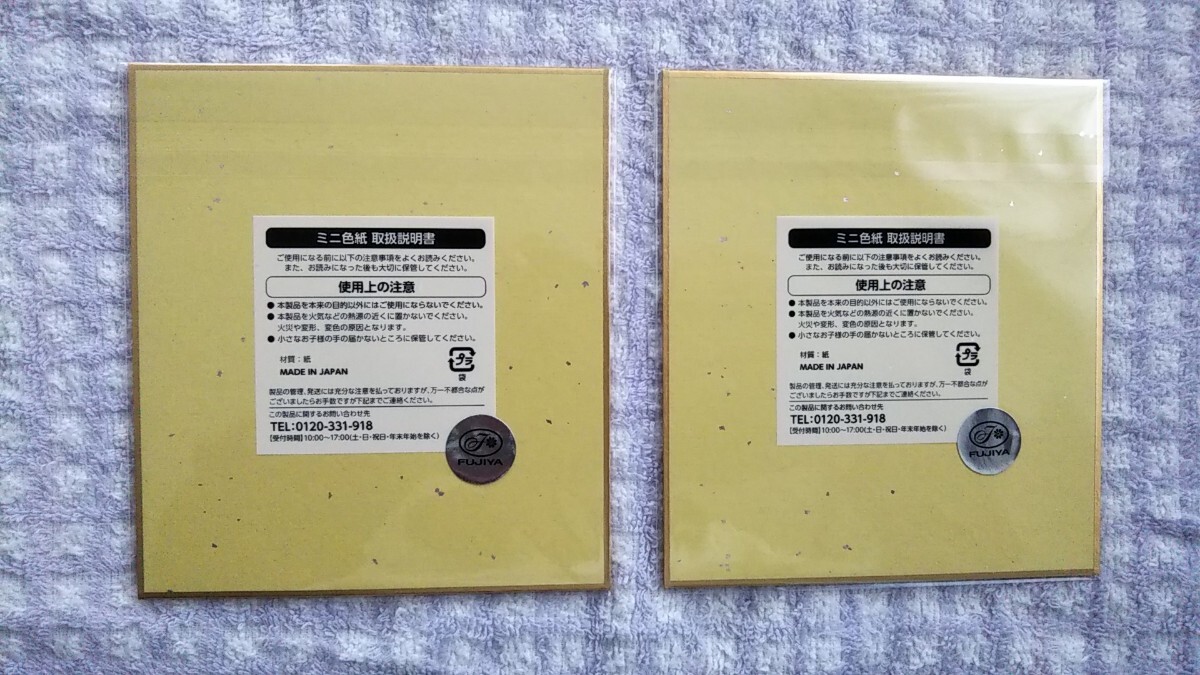 ミニ色紙 取扱説明書
ご使用になる前に以下の注意事項をよくお読みください。
また、お読みになった後も大切に保管してください。
使用上の注意
● 本製品を本来の目的以外にはご使用にならないでください。
● 本製品を火気などの熱源の近くに置かないでください。
火災や変形、変色の原因となります。
● 小さなお子様の手の届かないところに保管してください。
材質：紙
MADE IN JAPAN
プラ
袋
製品の管理、発送には充分な注意を払っておりますが、万一不都合な点が
ございましたらお手数ですが下記までご連絡ください。
この製品に関するお問い合わせ先
TEL:0120-331-918
【受付時間】10:00～17:00(土・日・祝日・年末年始を除く)
F
FUJIYA
ミニ色紙 取扱説明書
ご使用になる前に以下の注意事項をよくお読みください。
また、お読みになった後も大切に保管してください。
使用上の注意
● 本製品を本来の目的以外にはご使用にならないでください。
● 本製品を火気などの熱源の近くに置かないでください。
火災や変形、変色の原因となります。
● 小さなお子様の手の届かないところに保管してください。
材質：紙
MADE IN JAPAN
プラ
袋
製品の管理、発送には充分な注意を払っておりますが、万一不都合な点が
ございましたらお手数ですが下記までご連絡ください。
この製品に関するお問い合わせ先
TEL:0120-331-918
【受付時間】10:00～17:00(土・日・祝日・年末年始を除く)
F
FUJIYA